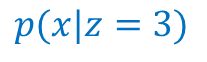 p(x|z = 3)